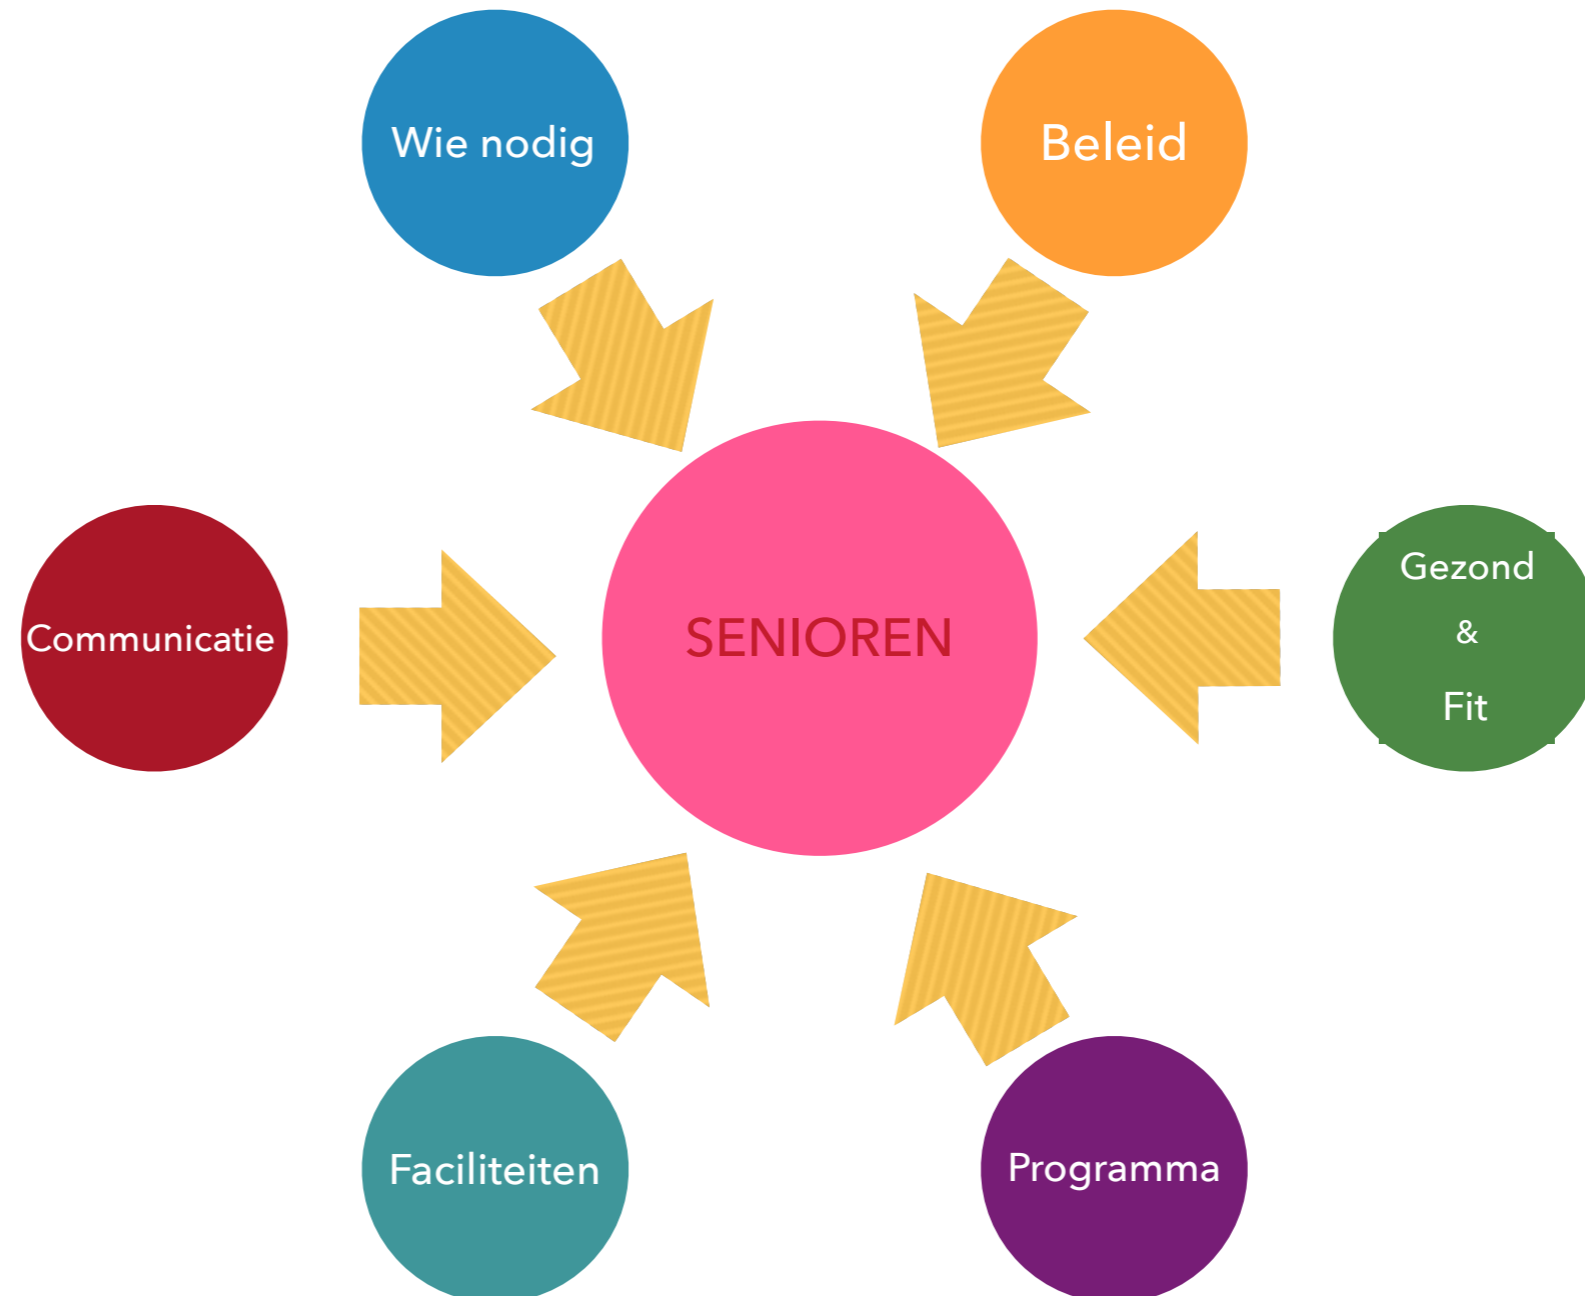 Wie nodig
Beleid
Communicatie
SENIOREN
Gezond
&
Fit
Faciliteiten
Programma